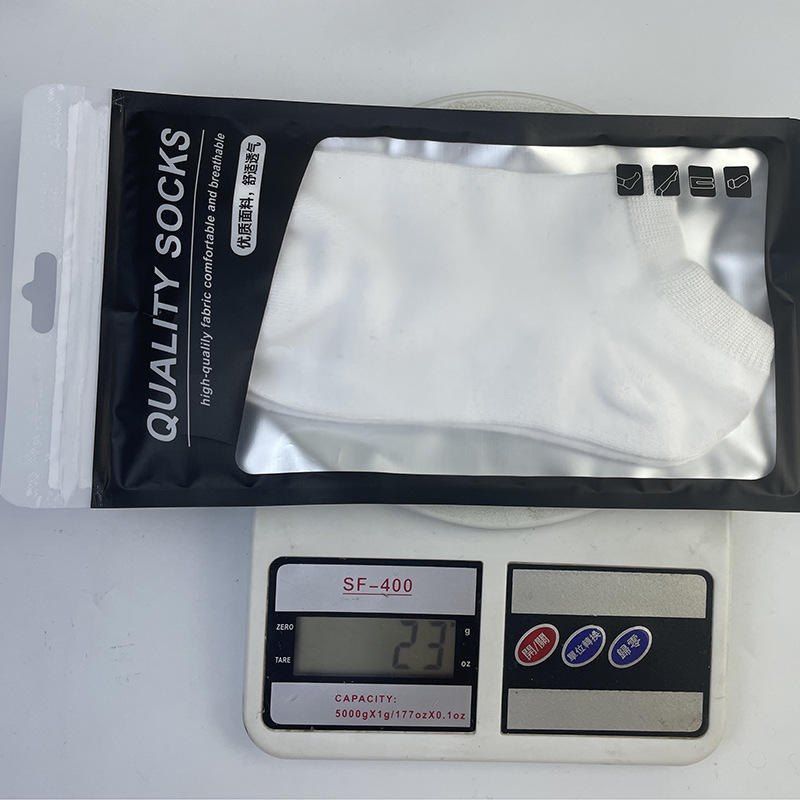 QUALITY SOCKS
high-qualily fabric comfortable and breathable
优质面料，舒适透气
SF-400
ZERO
TARE
23
g
oz
CAPACITY:
5000gX1g/177ozX0.1oz
開/關
單位轉換
歸零